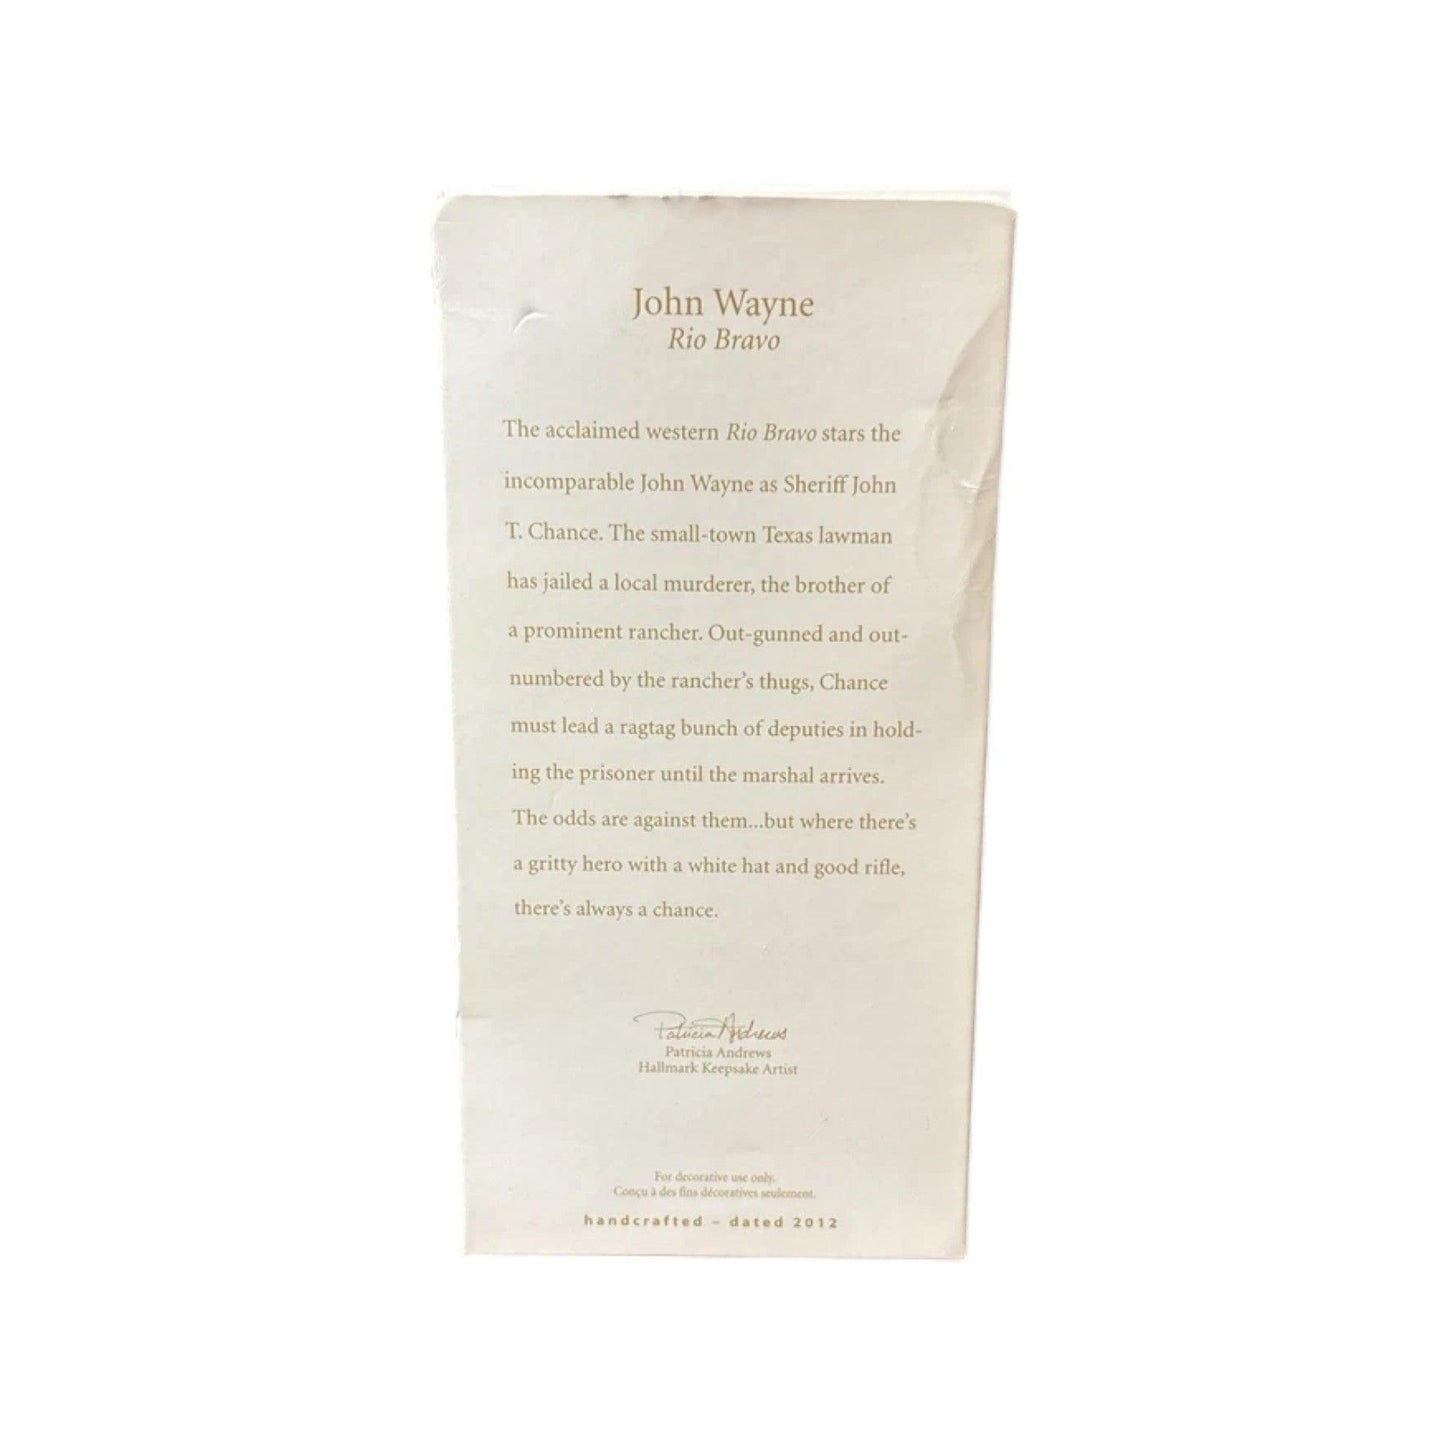 John Wayne
Rio Bravo
The acclaimed western Rio Bravo stars the
incomparable John Wayne as Sheriff John
T. Chance. The small-town Texas lawman
has jailed a local murderer, the brother of
a prominent rancher. Out-gunned and out-
numbered by the rancher's thugs, Chance
must lead a ragtag bunch of deputies in hold-
ing the prisoner until the marshal arrives.
The odds are against them...but where there's
a gritty hero with a white hat and good rifle,
there's always a chance.
Patricia Andrews
Patricia Andrews
Hallmark Keepsake Artist
For decorative use only.
Conçu à des fins décoratives seulement.
handcrafted – dated 2012